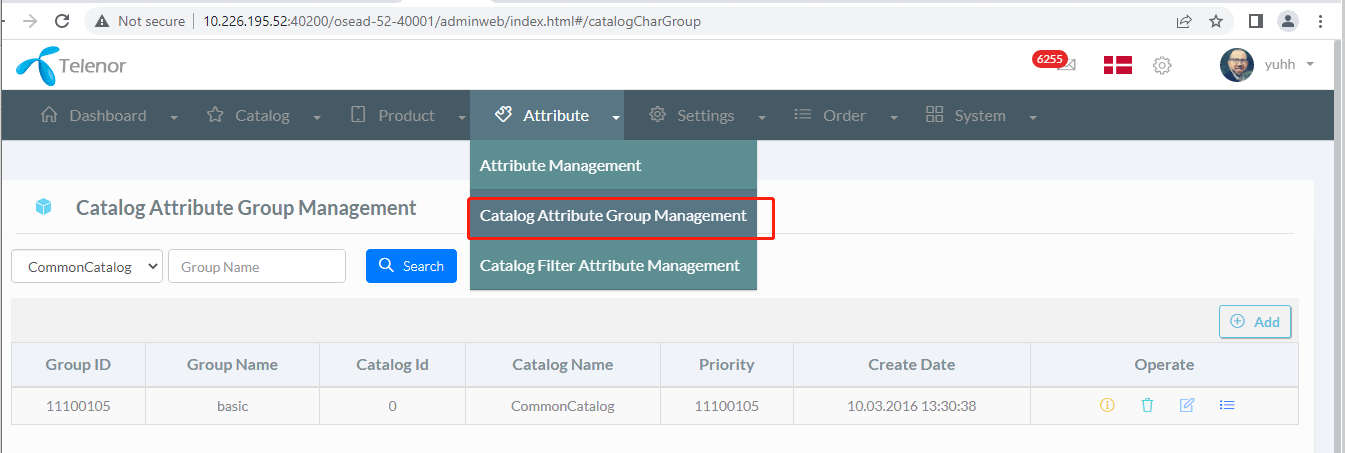 Not secure | 10.226.195.52:40200/osead-52-40001/adminweb/index.html#/catalogCharGroup
Telenor
6255
yuhh
Dashboard Catalog Product Attribute Settings Order System
Attribute Management
Catalog Attribute Group Management
Catalog Attribute Group Management
CommonCatalog Group Name Search
Catalog Filter Attribute Management
Add
Group ID Group Name Catalog Id Catalog Name Priority Create Date Operate
11100105 basic 0 CommonCatalog 11100105 10.03.2016 13:30:38